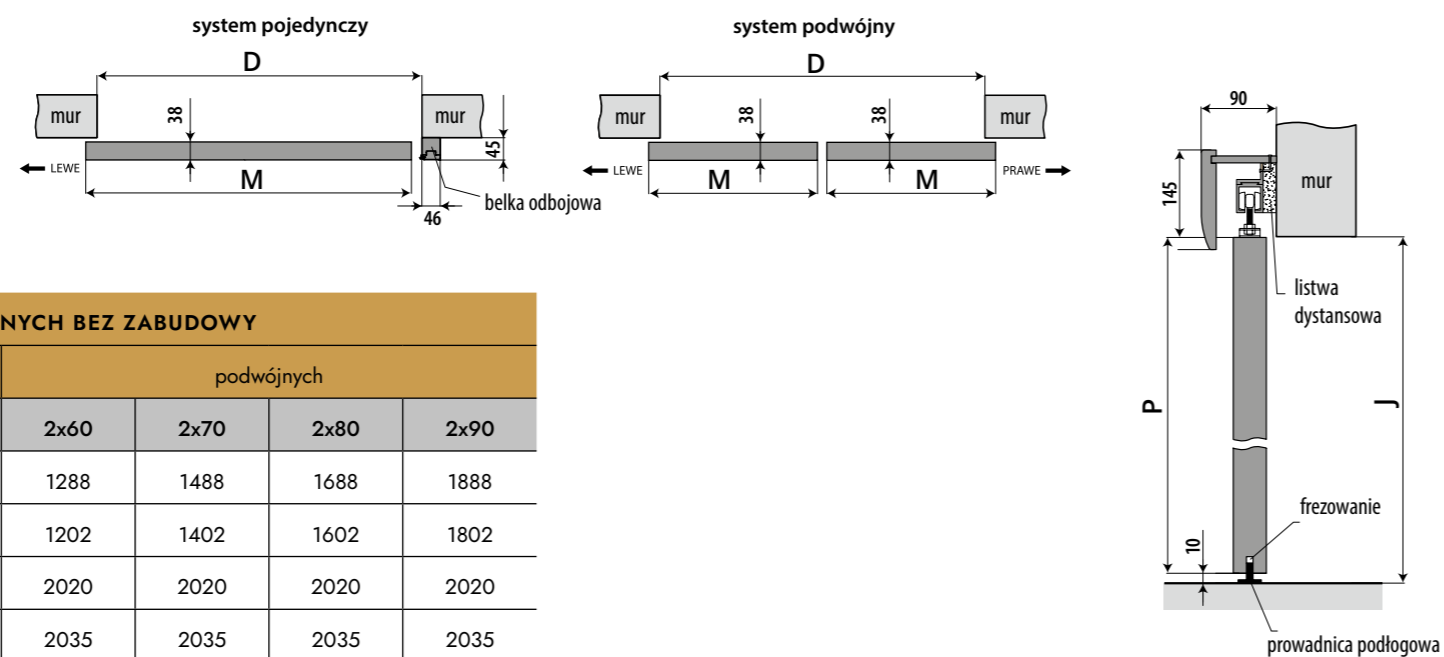 system pojedynczy
D
mur
38
mur
45
LEWE
M
belka odbojowa
46
system podwójny
D
mur
38
38
mur
LEWE
M
M
PRAWE
90
145
mur
listwa
dystansowa
P
J
frezowanie
10
prowadnica podłogowa
NYCH BEZ ZABUDOWY
podwójnych
2x60 2x70 2x80 2x90
1288 1488 1688 1888
1202 1402 1602 1802
2020 2020 2020 2020
2035 2035 2035 2035